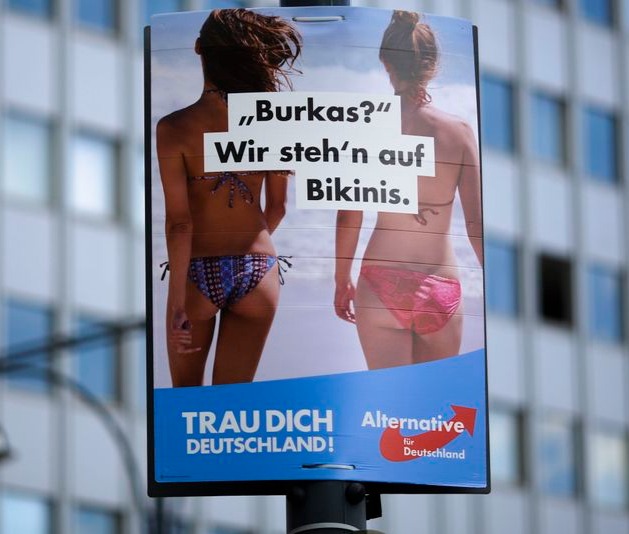 „Burkas?“
Wir steh‘n auf
Bikinis.
TRAU DICH
DEUTSCHLAND!
Alternative
für
Deutschland